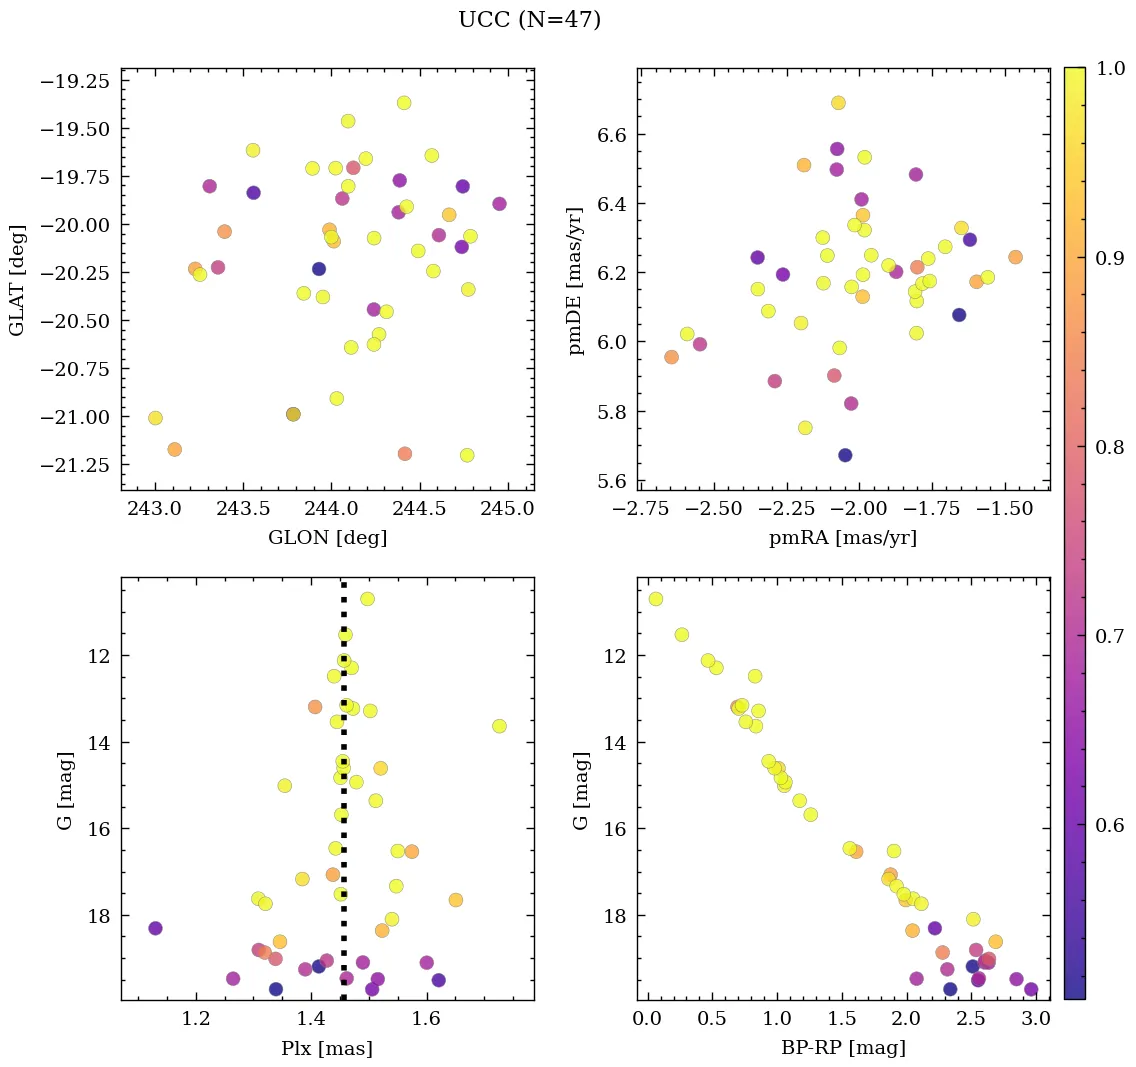 UCC (N=47)
−19.25
−19.50
−19.75
−20.00
−20.25
−20.50
−20.75
−21.00
−21.25
GLAT [deg]
243.0 243.5 244.0 244.5 245.0
GLON [deg]
6.6
6.4
6.2
6.0
5.8
5.6
pmDE [mas/yr]
−2.75 −2.50 −2.25 −2.00 −1.75 −1.50
pmRA [mas/yr]
12
14
16
18
G [mag]
1.2 1.4 1.6
Plx [mas]
12
14
16
18
G [mag]
0.0 0.5 1.0 1.5 2.0 2.5 3.0
BP-RP [mag]
1.0
0.9
0.8
0.7
0.6